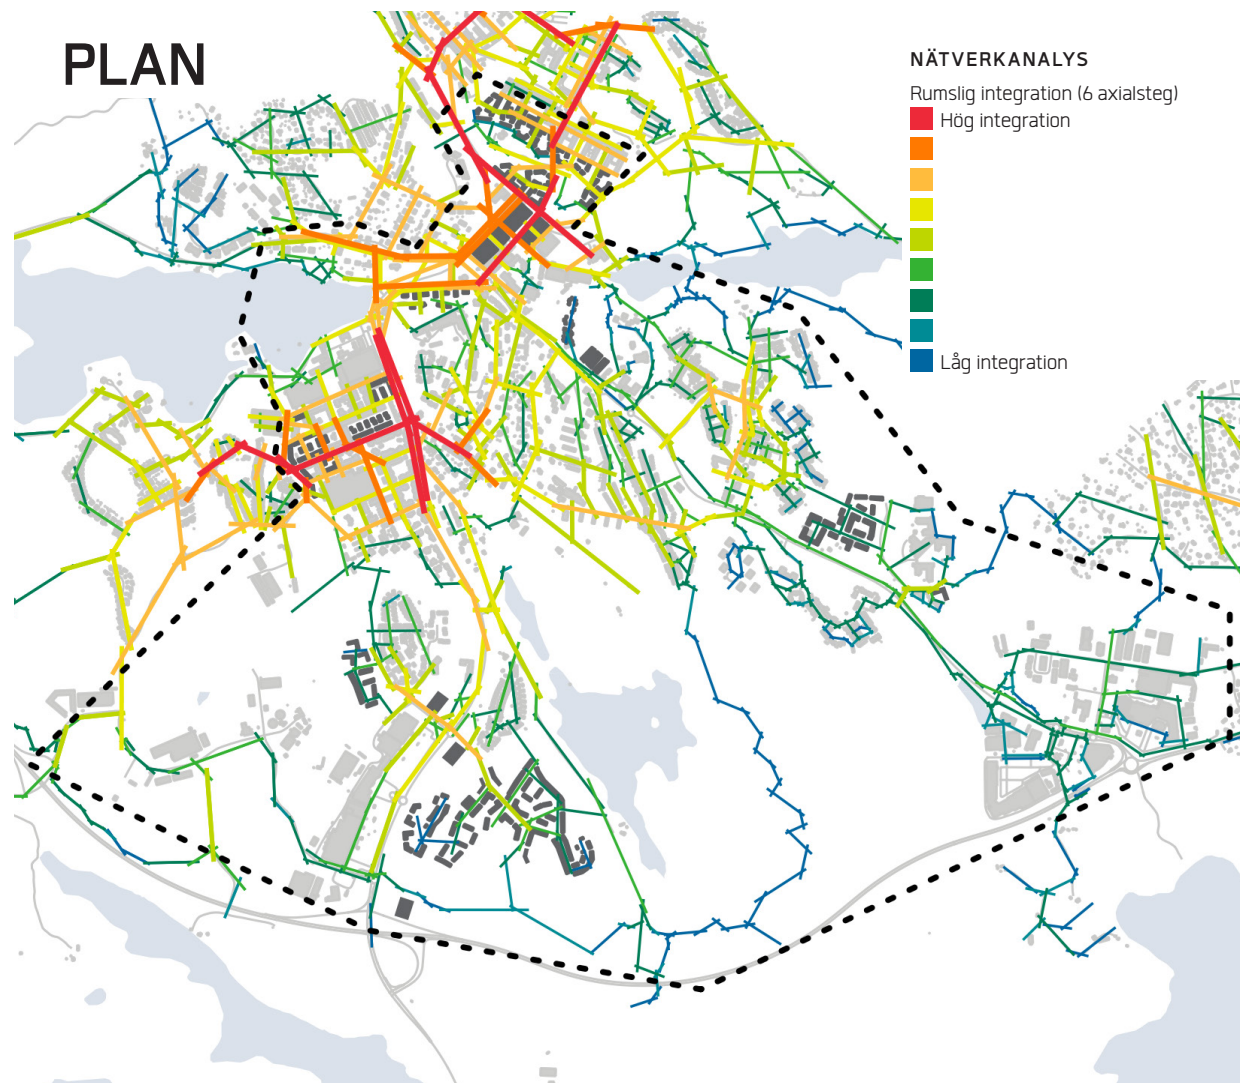 PLAN
NÄTVERKANALYS
Rumslig integration (6 axialsteg)
Hög integration
Låg integration